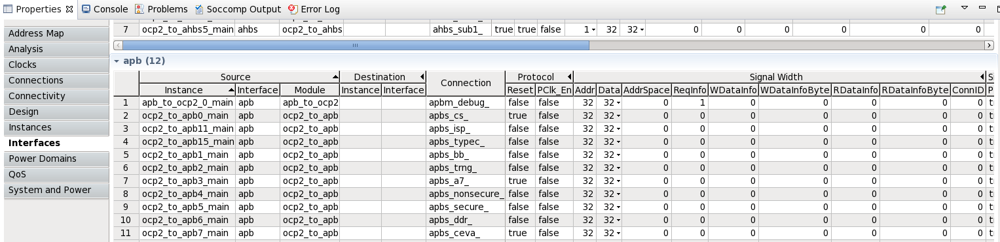 Properties Console Problems Soccomp Output Error Log
7 ocp2_to_ahbs5_main ahbs ocp2_to_ahbs ahbs_sub1_ true true false 1 32 32 0 0 0 0 0 0
Address Map
Analysis
Clocks
Connections
Connectivity
Design
Instances
Interfaces
Power Domains
QoS
System and Power
apb (12)
Source Destination Connection Protocol Signal Width
Instance Interface Module Instance Interface Reset PClk_En Addr Data AddrSpace ReqInfo WDataInfo WDataInfoByte RDataInfo RDataInfoByte ConnID P
1 apb_to_ocp2_0_main apb apb_to_ocp2 apbm_debug_ false false 32 32 0 1 0 0 0 0 0
2 ocp2_to_apb0_main apb ocp2_to_apb apbs_cs_ true false 32 32 0 0 0 0 0 0 0
3 ocp2_to_apb11_main apb ocp2_to_apb apbs_isp_ false false 32 32 0 0 0 0 0 0 0
4 ocp2_to_apb15_main apb ocp2_to_apb apbs_typec_ false false 32 32 0 0 0 0 0 0 0
5 ocp2_to_apb1_main apb ocp2_to_apb apbs_bb_ false false 32 32 0 0 0 0 0 0 0
6 ocp2_to_apb2_main apb ocp2_to_apb apbs_trng_ false false 32 32 0 0 0 0 0 0 0
7 ocp2_to_apb3_main apb ocp2_to_apb apbs_a7_ true false 32 32 0 0 0 0 0 0 0
8 ocp2_to_apb4_main apb ocp2_to_apb apbs_nonsecure_ false false 32 32 0 0 0 0 0 0 0
9 ocp2_to_apb5_main apb ocp2_to_apb apbs_secure_ false false 32 32 0 0 0 0 0 0 0
10 ocp2_to_apb6_main apb ocp2_to_apb apbs_ddr_ false false 32 32 0 0 0 0 0 0 0
11 ocp2_to_apb7_main apb ocp2_to_apb apbs_ceva_ true false 32 32 0 0 0 0 0 0 0